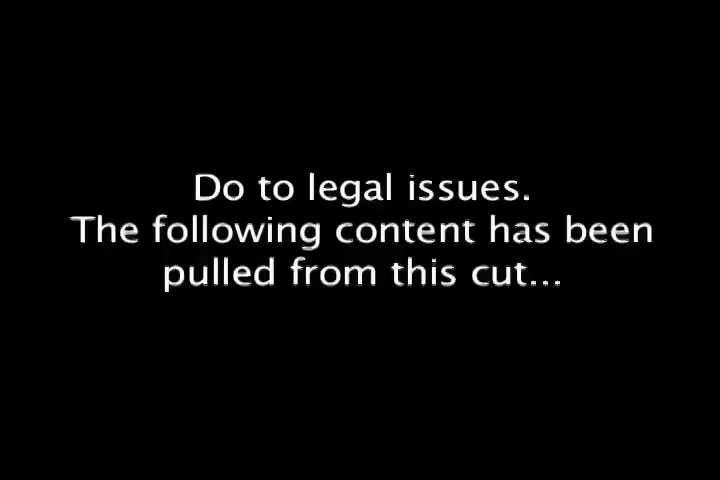 Do to legal issues.
The following content has been
pulled from this cut...